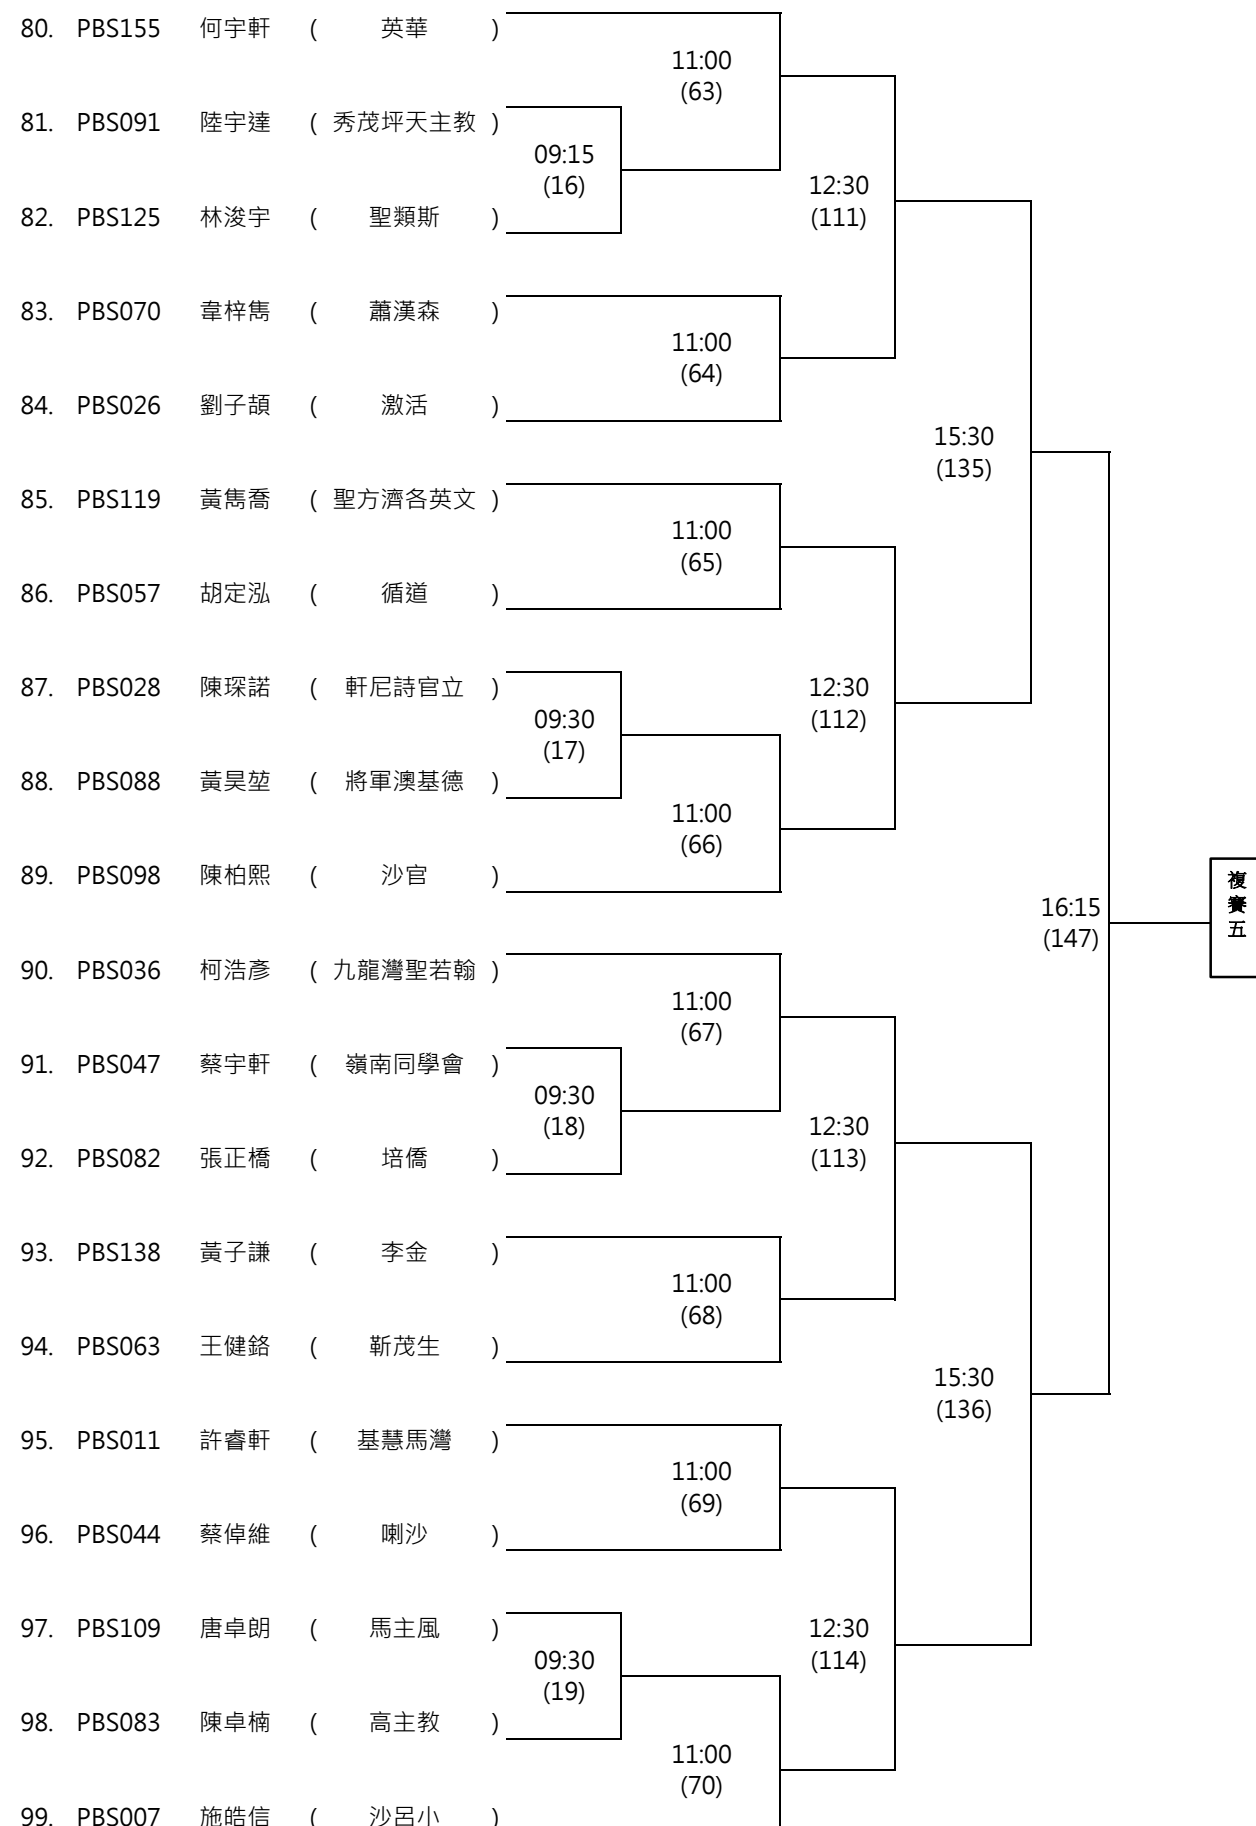 80. PBS155 何宇軒 ( 英華 )
11:00
(63)
81. PBS091 陸宇達 ( 秀茂坪天主教 )
09:15
(16)
12:30
(111)
82. PBS125 林浚宇 ( 聖類斯 )
83. PBS070 韋梓雋 ( 蕭漢森 )
11:00
(64)
84. PBS026 劉子頡 ( 激活 )
15:30
(135)
85. PBS119 黃雋喬 ( 聖方濟各英文 )
11:00
(65)
86. PBS057 胡定泓 ( 循道 )
87. PBS028 陳琛諾 ( 軒尼詩官立 )
09:30
(17)
12:30
(112)
88. PBS088 黃昊堃 ( 將軍澳基德 )
11:00
(66)
89. PBS098 陳柏熙 ( 沙官 )
16:15
(147)
複賽五
90. PBS036 柯浩彥 ( 九龍灣聖若翰 )
11:00
(67)
91. PBS047 蔡宇軒 ( 嶺南同學會 )
09:30
(18)
12:30
(113)
92. PBS082 張正橋 ( 培僑 )
93. PBS138 黃子謙 ( 李金 )
11:00
(68)
94. PBS063 王健鉻 ( 靳茂生 )
15:30
(136)
95. PBS011 許睿軒 ( 基慧馬灣 )
11:00
(69)
96. PBS044 蔡倬維 ( 喇沙 )
97. PBS109 唐卓朗 ( 馬主風 )
09:30
(19)
12:30
(114)
98. PBS083 陳卓楠 ( 高主教 )
11:00
(70)
99. PBS007 施皓信 ( 沙呂小 )